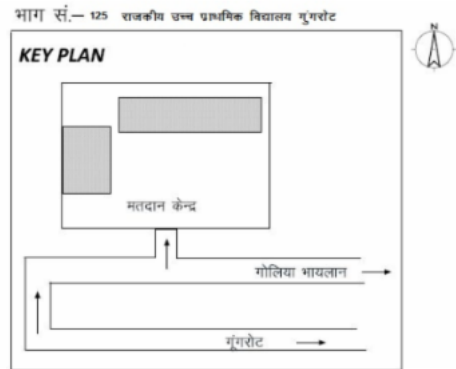 भाग सं.– 125 राजकीय उच्च प्राथमिक विद्यालय गूंगरोट
N
KEY PLAN
मतदान केन्द्र
गोलिया भायलान
गूंगरोट